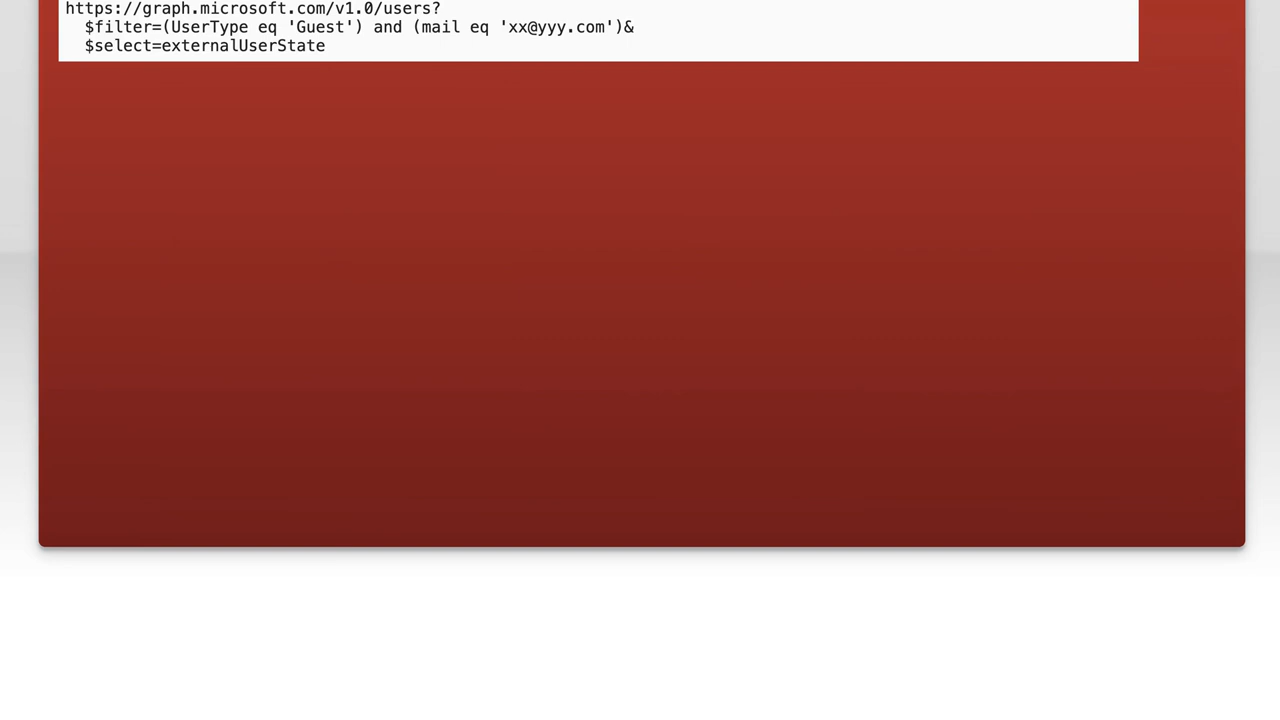 https://graph.microsoft.com/v1.0/users?
$filter=(UserType eq 'Guest') and (mail eq 'xx@yyy.com')&
$select=externalUserState